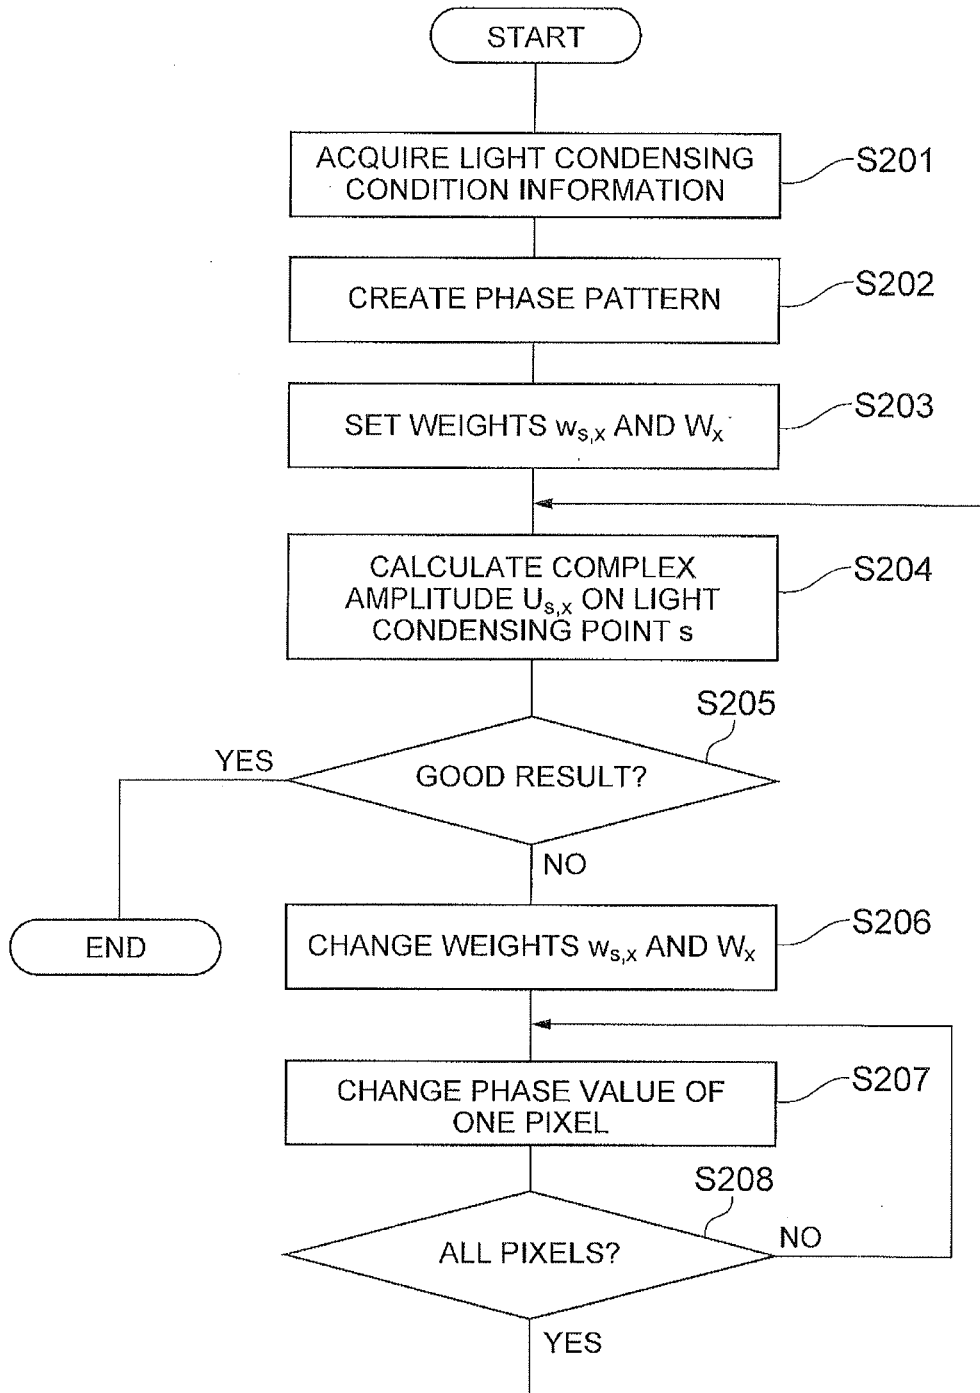 START
ACQUIRE LIGHT CONDENSING
CONDITION INFORMATION
S201
CREATE PHASE PATTERN
S202
SET WEIGHTS ws,x AND Wx
S203
CALCULATE COMPLEX
AMPLITUDE Us,x ON LIGHT
CONDENSING POINT s
S204
S205
YES
GOOD RESULT?
NO
END
CHANGE WEIGHTS ws,x AND Wx
S206
CHANGE PHASE VALUE OF
ONE PIXEL
S207
S208
ALL PIXELS?
NO
YES